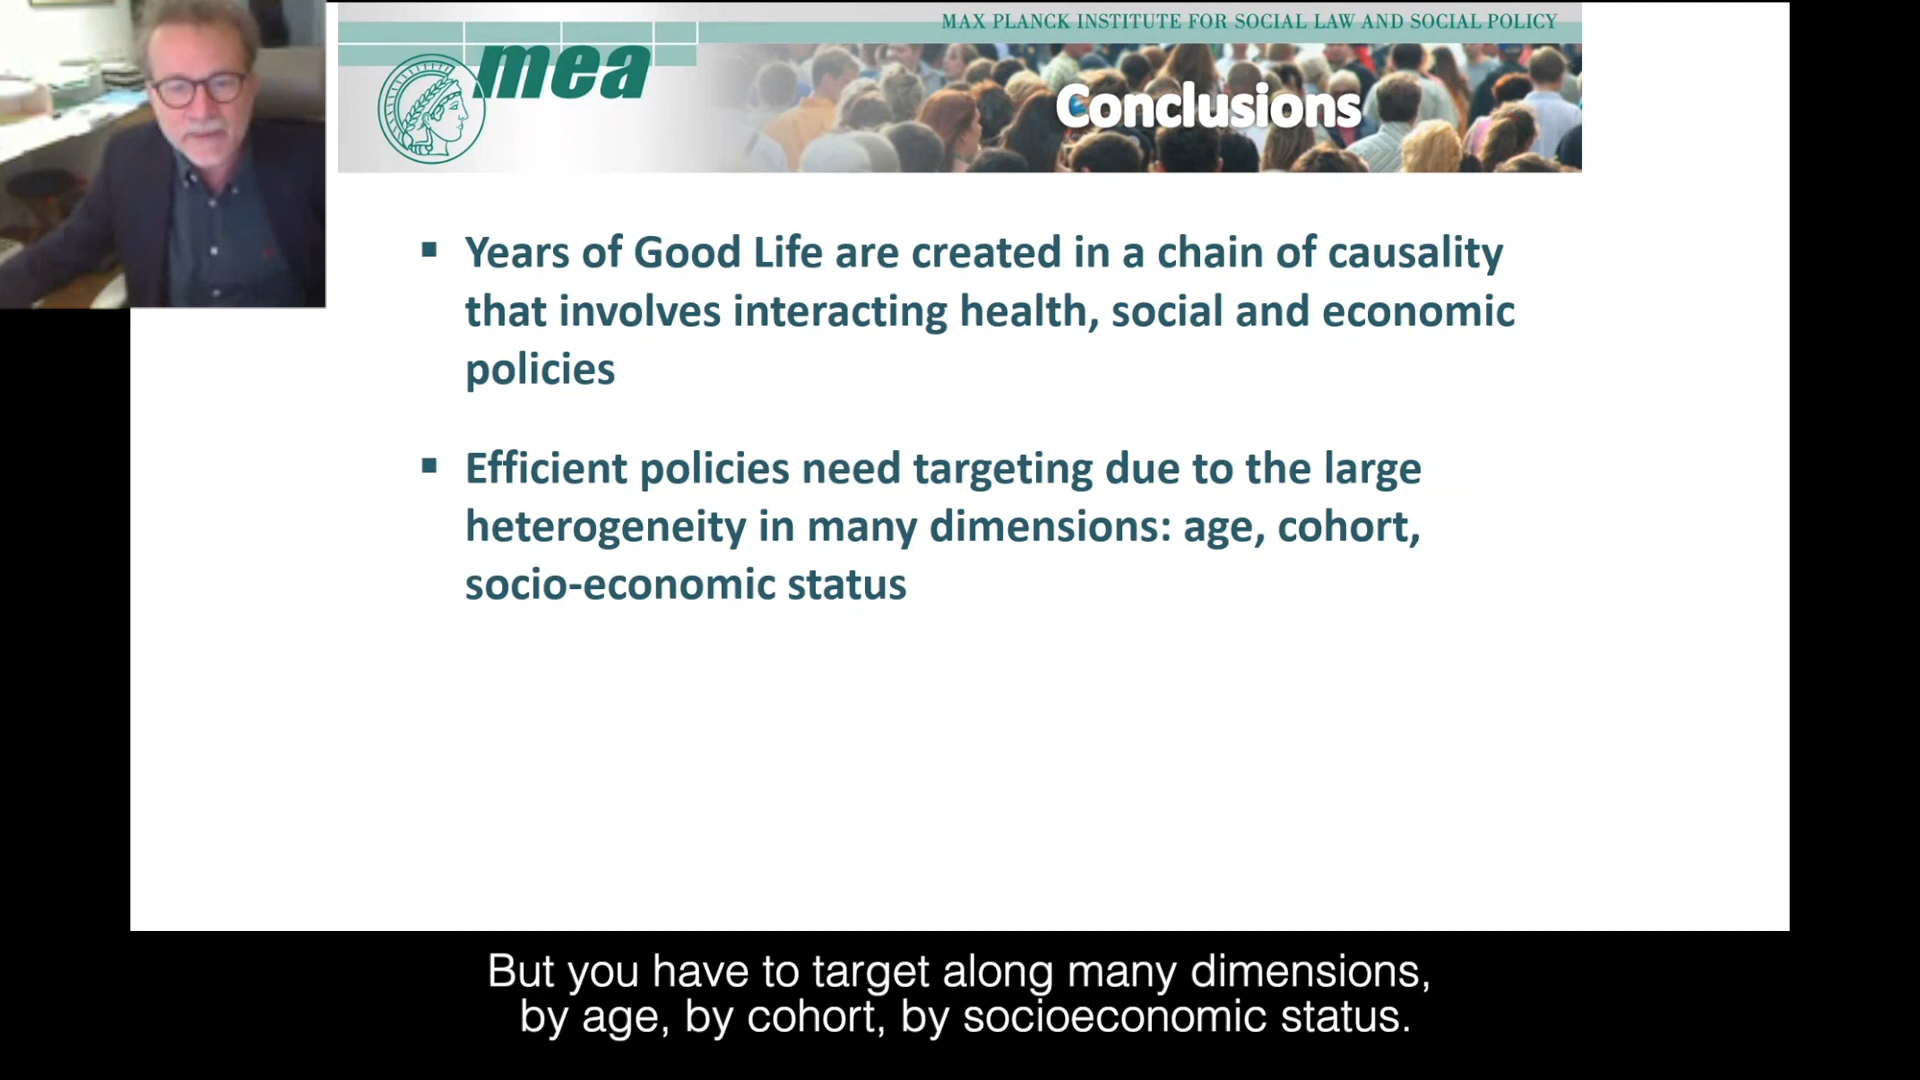 MAX PLANCK INSTITUTE FOR SOCIAL LAW AND SOCIAL POLICY
mea
Conclusions
▪ Years of Good Life are created in a chain of causality
that involves interacting health, social and economic
policies
▪ Efficient policies need targeting due to the large
heterogeneity in many dimensions: age, cohort,
socio-economic status
But you have to target along many dimensions,
by age, by cohort, by socioeconomic status.